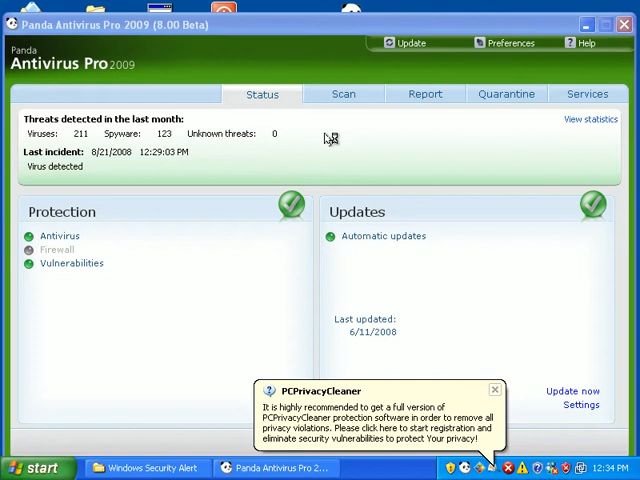 Panda Antivirus Pro 2009 (8.00 Beta)
Panda
Antivirus Pro 2009
Update
Preferences
Help
Status
Scan
Report
Quarantine
Services
Threats detected in the last month:
View statistics
Viruses: 211 Spyware: 123 Unknown threats: 0
Last incident: 8/21/2008 12:29:03 PM
Virus detected
Protection
Antivirus
Firewall
Vulnerabilities
Updates
Automatic updates
Last updated:
6/11/2008
Update now
Settings
PCPrivacyCleaner
It is highly recommended to get a full version of
PCPrivacyCleaner protection software in order to remove all
privacy violations. Please click here to start registration and
eliminate security vulnerabilities to protect Your privacy!
start
Windows Security Alert
Panda Antivirus Pro 2...
12:34 PM